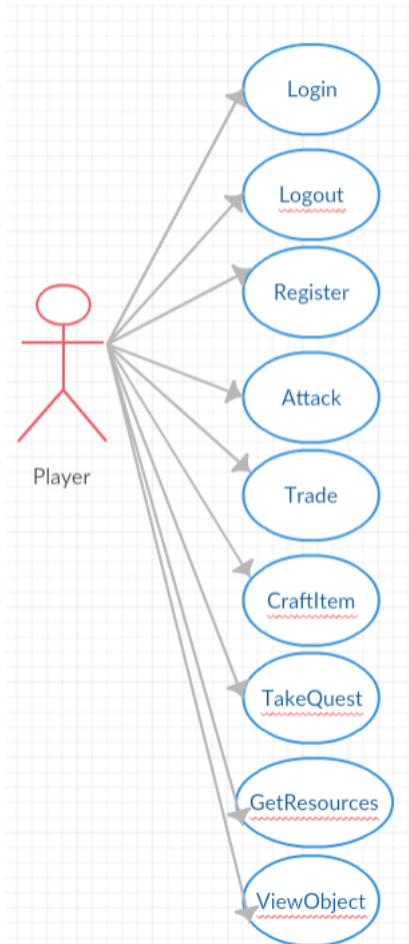 Login
Logout
Register
Attack
Player
Trade
CraftItem
TakeQuest
GetResources
ViewObject